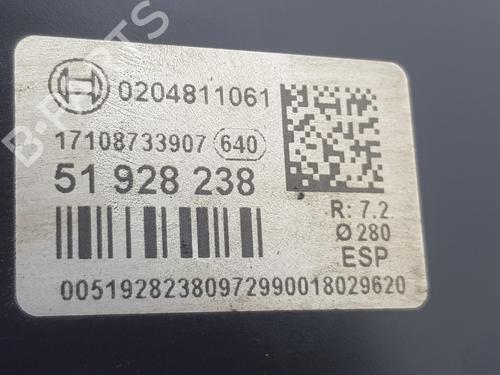 0204811061
17108733907 640
51 928 238
R: 7.2.
Ø 280
ESP
00519282380972990018029620
B-PARTS